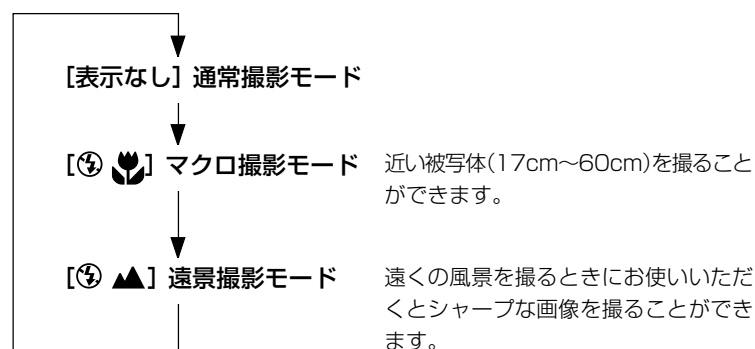 [表示なし] 通常撮影モード
[] マクロ撮影モード 近い被写体(17cm～60cm)を撮ること
ができます。
[] 遠景撮影モード 遠くの風景を撮るときにお使いいただ
くとシャープな画像を撮ることができ
ます。